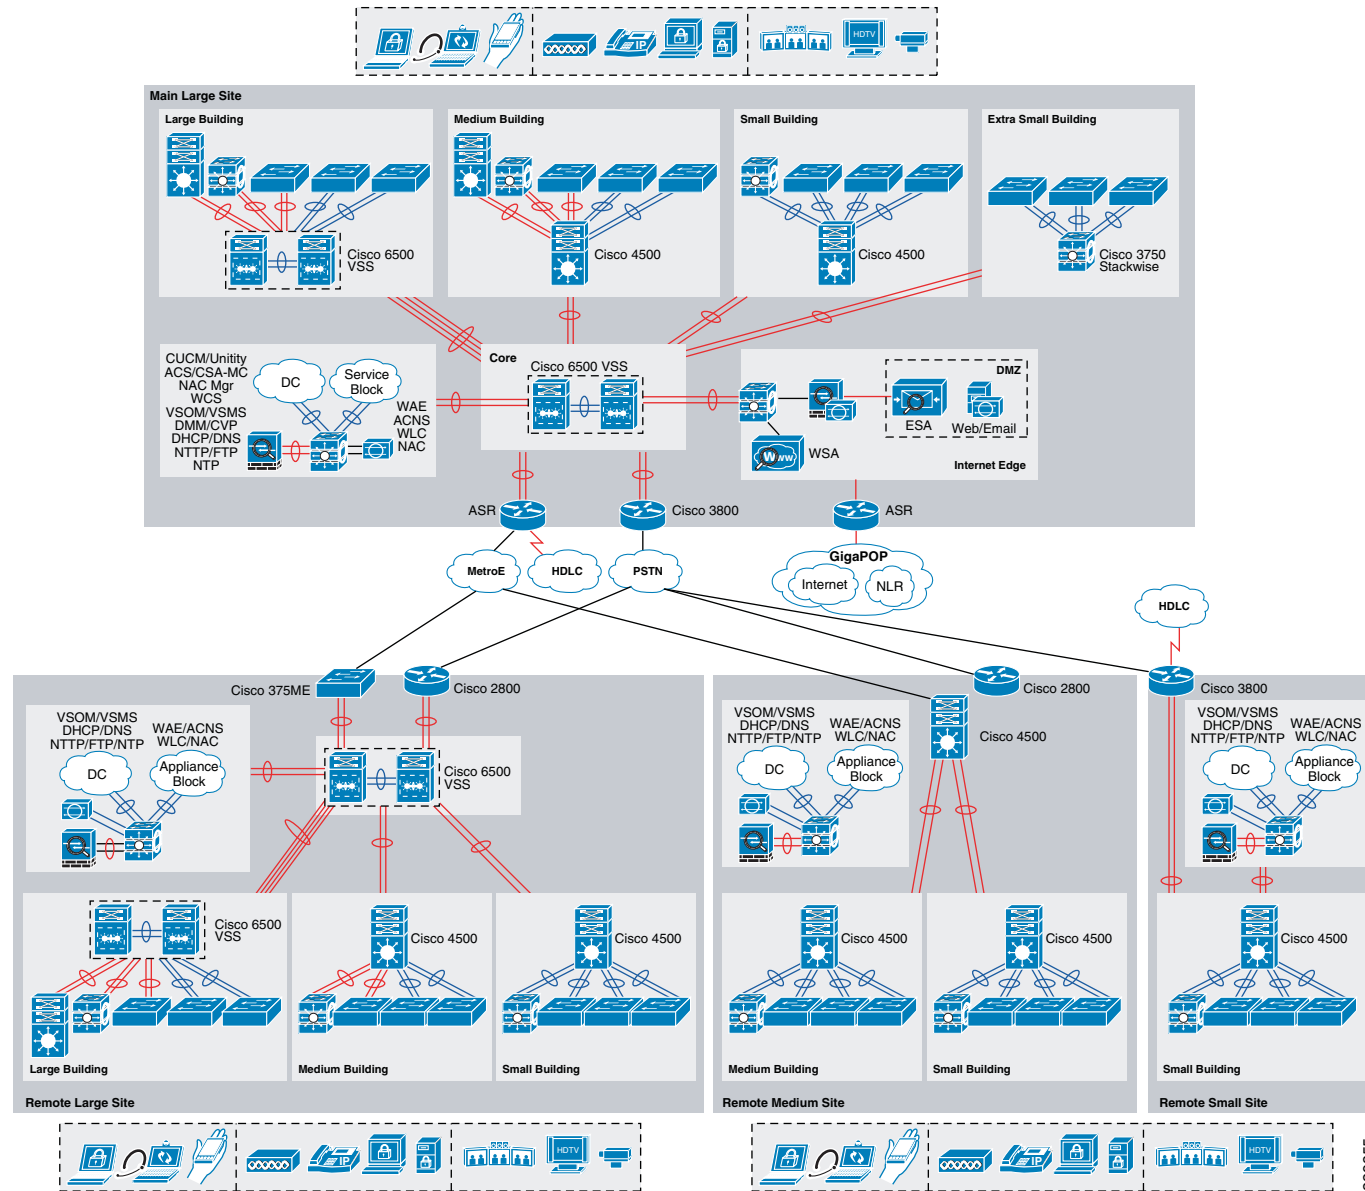 IP
HDTV
Main Large Site
Large Building
Medium Building
Small Building
Extra Small Building
Cisco 6500
VSS
Cisco 4500
Cisco 4500
Cisco 3750
Stackwise
CUCM/Unitity
ACS/CSA-MC
NAC Mgr
WCS
VSOM/VSMS
DMM/CVP
DHCP/DNS
NTTP/FTP
NTP
DC
Service
Block
WAE
ACNS
WLC
NAC
Core
Cisco 6500 VSS
DMZ
ESA
Web/Email
Www
WSA
Internet Edge
ASR
Cisco 3800
ASR
MetroE
HDLC
PSTN
GigaPOP
Internet
NLR
HDLC
Cisco 375ME
Cisco 2800
Cisco 2800
Cisco 3800
VSOM/VSMS
DHCP/DNS
NTTP/FTP/NTP
WAE/ACNS
WLC/NAC
DC
Appliance
Block
Cisco 6500
VSS
VSOM/VSMS
DHCP/DNS
NTTP/FTP/NTP
WAE/ACNS
WLC/NAC
DC
Appliance
Block
Cisco 4500
VSOM/VSMS
DHCP/DNS
NTTP/FTP/NTP
WAE/ACNS
WLC/NAC
DC
Appliance
Block
Cisco 6500
VSS
Cisco 4500
Cisco 4500
Cisco 4500
Cisco 4500
Cisco 4500
Large Building
Medium Building
Small Building
Medium Building
Small Building
Small Building
Remote Large Site
Remote Medium Site
Remote Small Site
IP
HDTV
IP
HDTV